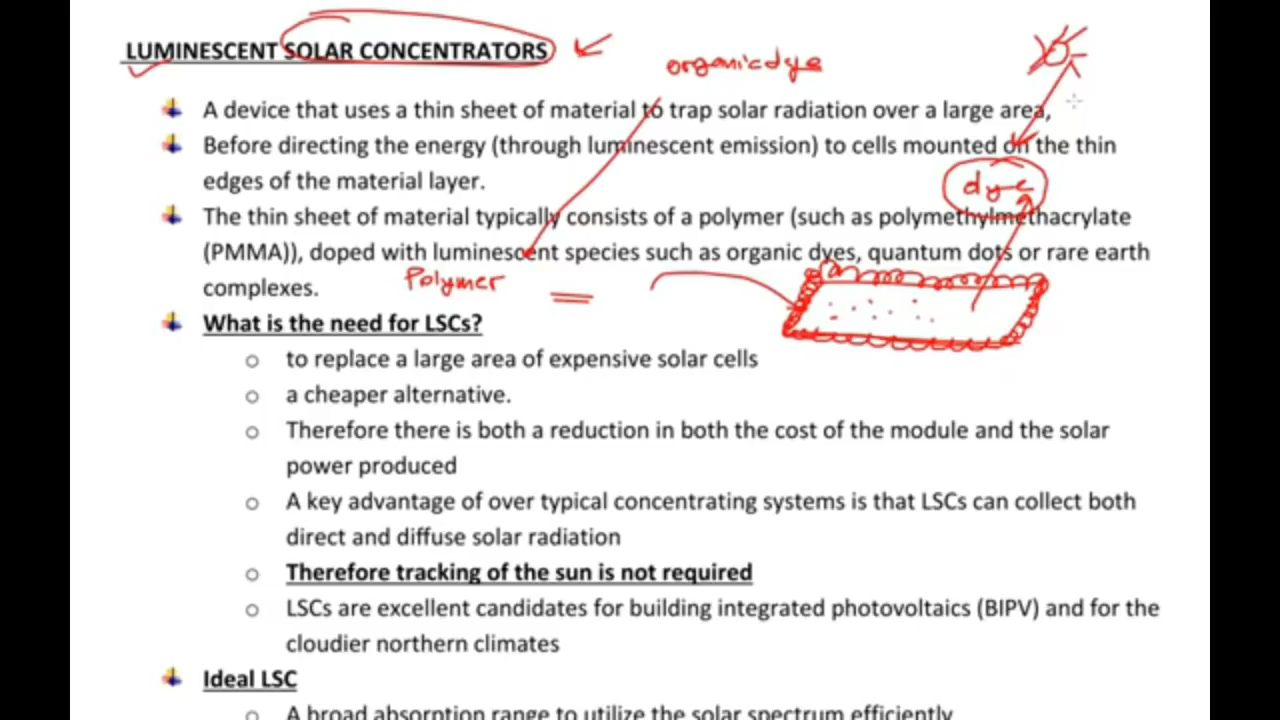 LUMINESCENT SOLAR CONCENTRATORS
organic dye
A device that uses a thin sheet of material to trap solar radiation over a large area,
Before directing the energy (through luminescent emission) to cells mounted on the thin
edges of the material layer.
dye
The thin sheet of material typically consists of a polymer (such as polymethylmethacrylate
(PMMA)), doped with luminescent species such as organic dyes, quantum dots or rare earth
complexes.
Polymer
What is the need for LSCs?
o to replace a large area of expensive solar cells
o a cheaper alternative.
o Therefore there is both a reduction in both the cost of the module and the solar
power produced
o A key advantage of over typical concentrating systems is that LSCs can collect both
direct and diffuse solar radiation
o Therefore tracking of the sun is not required
o LSCs are excellent candidates for building integrated photovoltaics (BIPV) and for the
cloudier northern climates
Ideal LSC
o A broad absorption range to utilize the solar spectrum efficiently